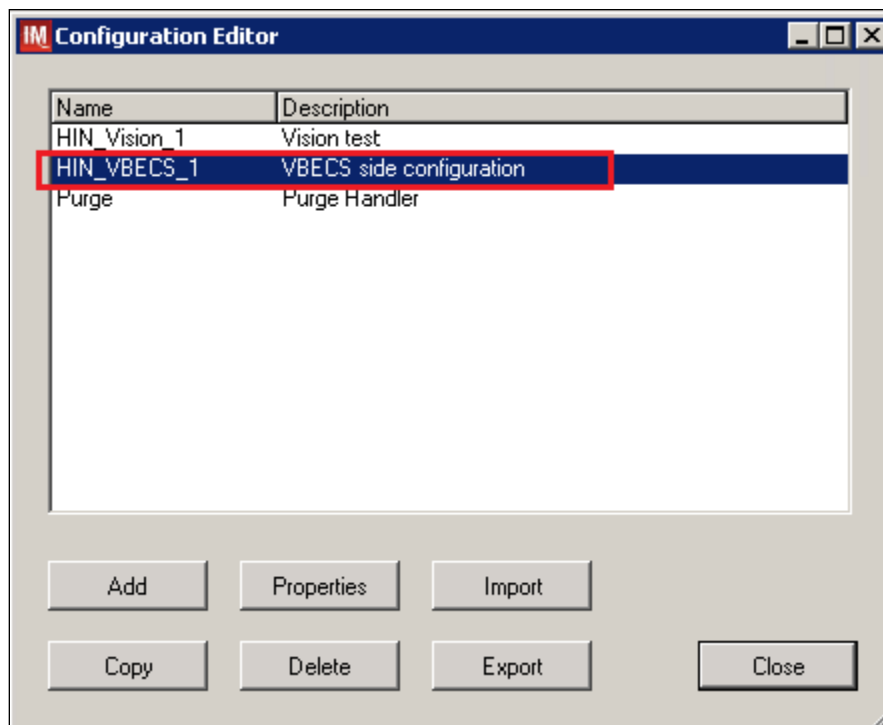 IM Configuration Editor
Name Description
HIN_Vision_1 Vision test
HIN_VBECS_1 VBECS side configuration
Purge Purge Handler
Add Properties Import
Copy Delete Export Close